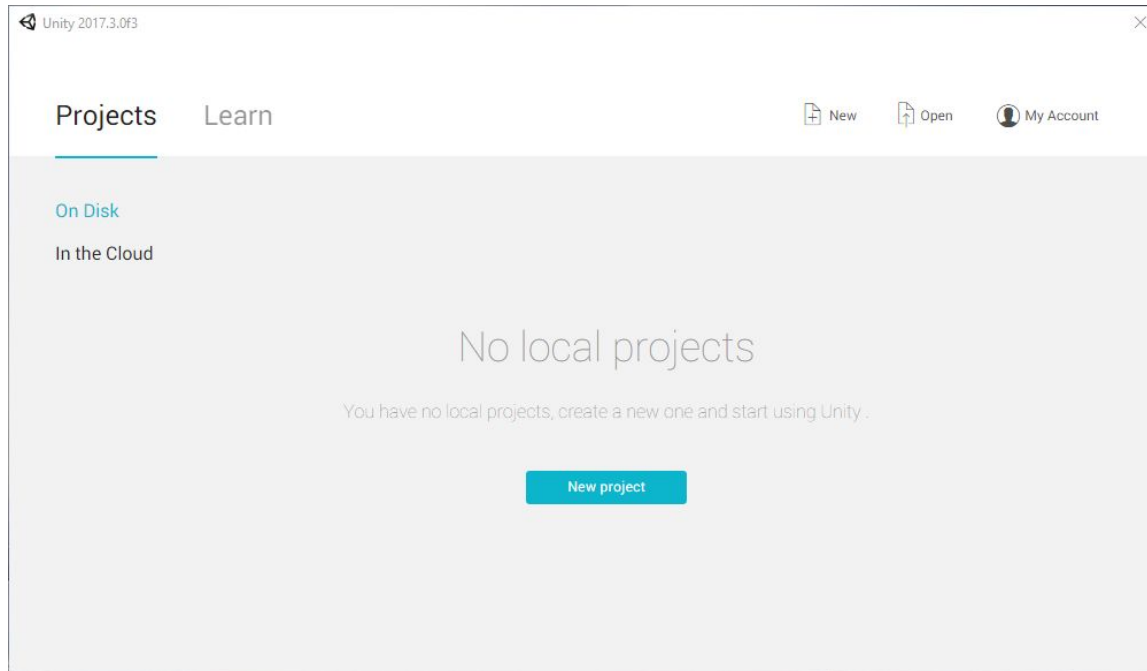 Unity 2017.3.0f3
Projects Learn New Open My Account
On Disk
In the Cloud
No local projects
You have no local projects, create a new one and start using Unity .
New project